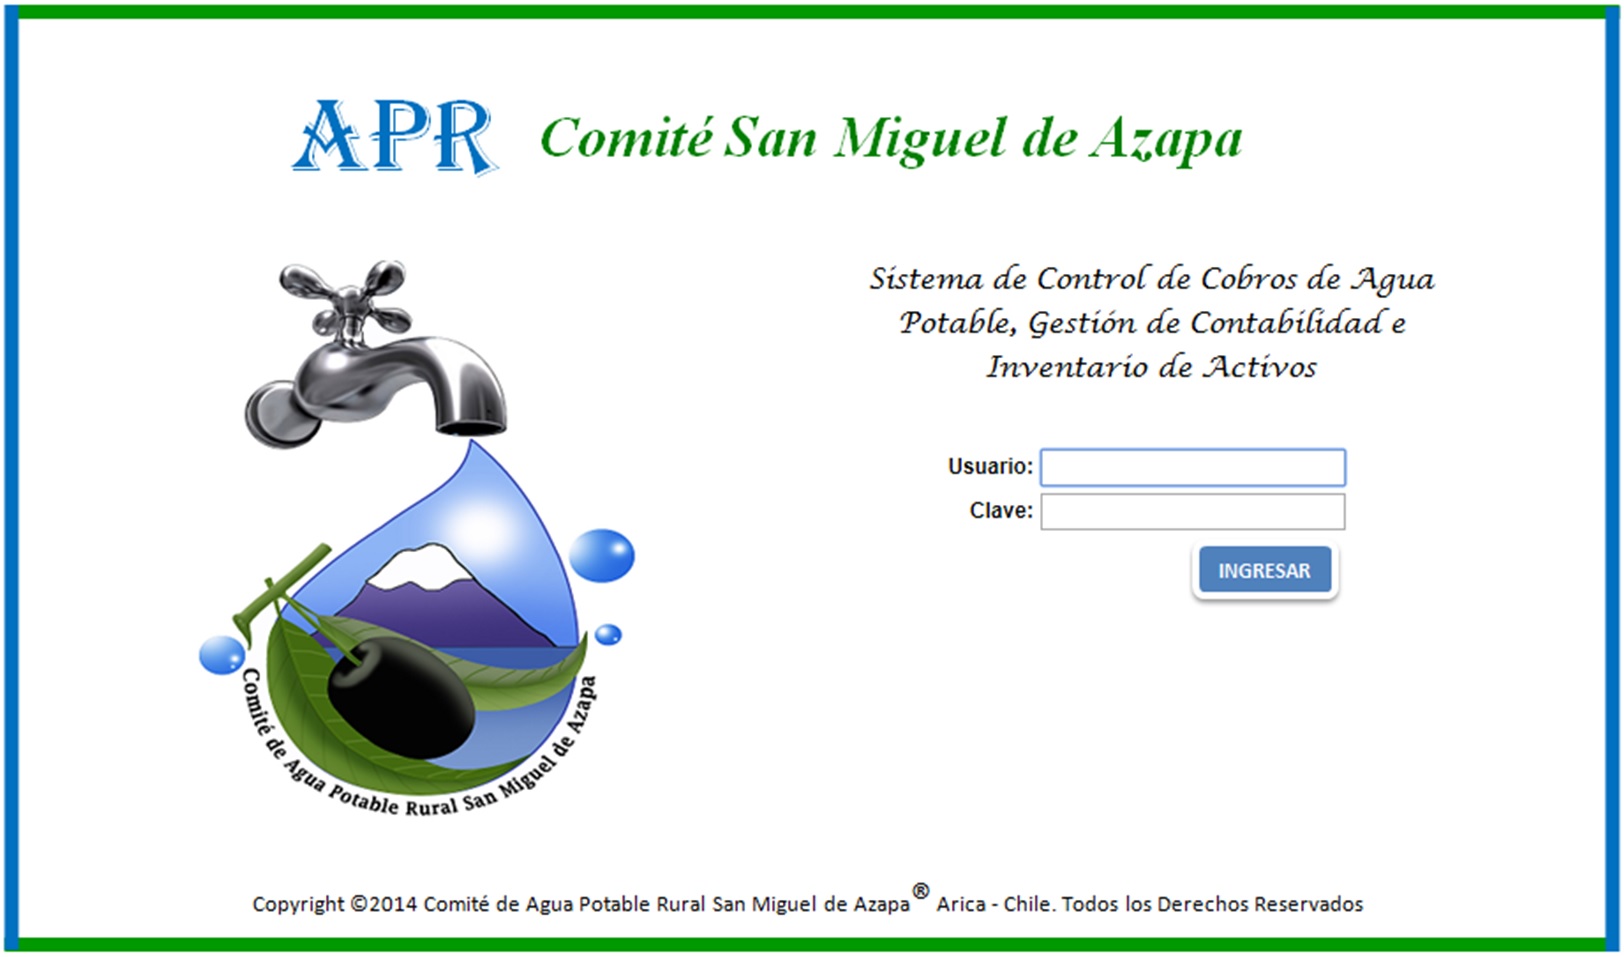 APR Comité San Miguel de Azapa
Sistema de Control de Cobros de Agua
Potable, Gestión de Contabilidad e
Inventario de Activos
Usuario:
Clave:
INGRESAR
Comité de Agua Potable Rural San Miguel de Azapa
Copyright ©2014 Comité de Agua Potable Rural San Miguel de Azapa® Arica - Chile. Todos los Derechos Reservados